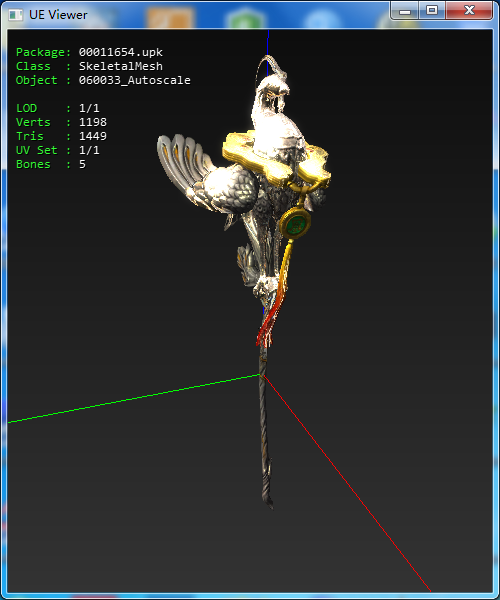 UE Viewer
Package: 00011654.upk
Class : SkeletalMesh
Object : 060033_Autoscale
LOD : 1/1
Verts : 1198
Tris : 1449
UV Set : 1/1
Bones : 5